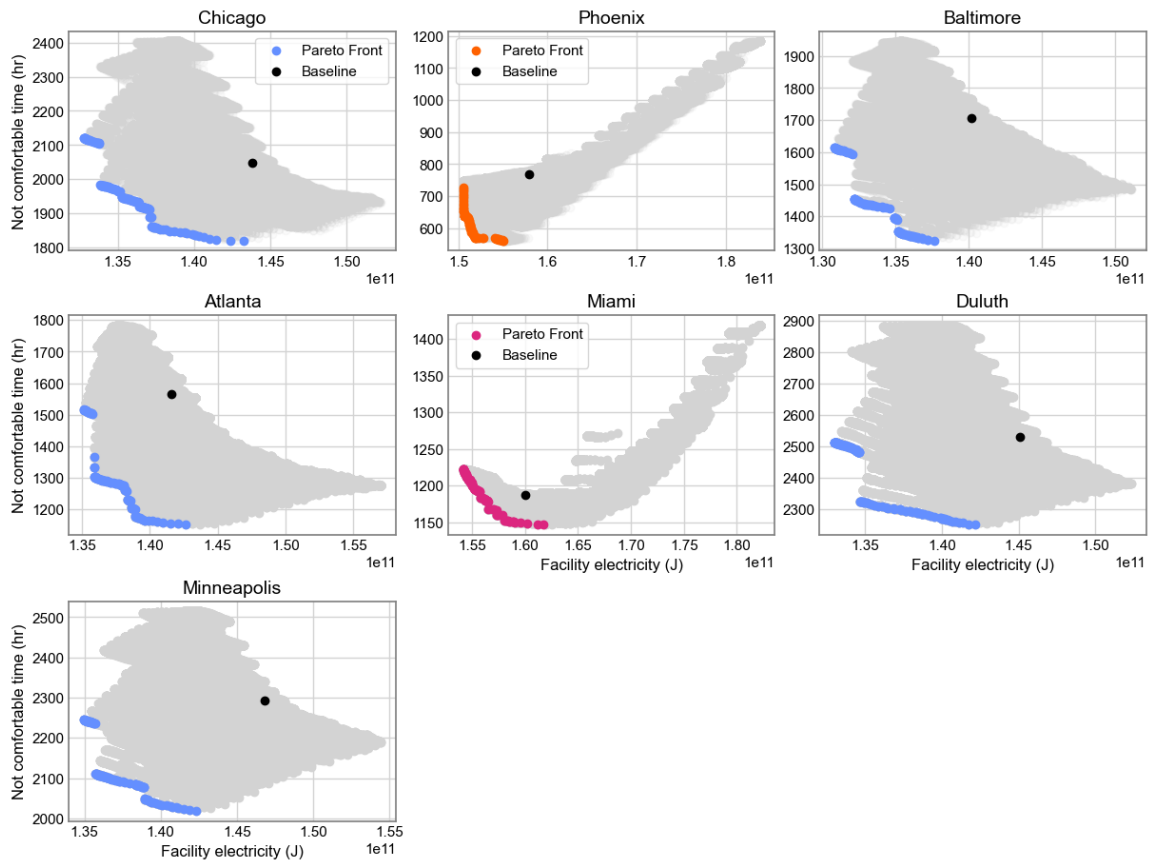 Chicago
Not comfortable time (hr)
2400
2300
2200
2100
2000
1900
1800
Pareto Front
Baseline
1.35 1.40 1.45 1.50
1e11
Phoenix
1200
1100
1000
900
800
700
600
Pareto Front
Baseline
1.5 1.6 1.7 1.8
1e11
Baltimore
1900
1800
1700
1600
1500
1400
1300
1.30 1.35 1.40 1.45 1.50
1e11
Atlanta
Not comfortable time (hr)
1800
1700
1600
1500
1400
1300
1200
1.35 1.40 1.45 1.50 1.55
1e11
Miami
1400
1350
1300
1250
1200
1150
Pareto Front
Baseline
1.55 1.60 1.65 1.70 1.75 1.80
1e11
Facility electricity (J)
Duluth
2900
2800
2700
2600
2500
2400
2300
1.35 1.40 1.45 1.50
1e11
Facility electricity (J)
Minneapolis
Not comfortable time (hr)
2500
2400
2300
2200
2100
2000
1.35 1.40 1.45 1.50 1.55
1e11
Facility electricity (J)